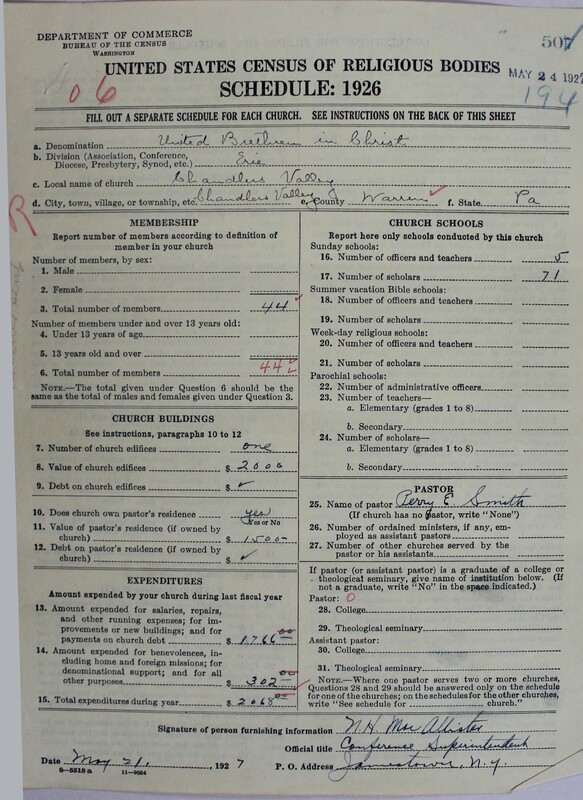 DEPARTMENT OF COMMERCE
BUREAU OF THE CENSUS
WASHINGTON
507
MAY 24 1927
UNITED STATES CENSUS OF RELIGIOUS BODIES
06
SCHEDULE: 1926
194
FILL OUT A SEPARATE SCHEDULE FOR EACH CHURCH. SEE INSTRUCTIONS ON THE BACK OF THIS SHEET
a. Denomination United Brethren in Christ
b. Division (Association, Conference, Diocese, Presbytery, Synod, etc.) Erie
c. Local name of church Chandlers Valley
d. City, town, village, or township, etc. Chandlers Valley e. County Warren f. State Pa
R
MEMBERSHIP
Report number of members according to definition of
member in your church
Number of members, by sex:
1. Male
2. Female
3. Total number of members 44
Number of members under and over 13 years old:
4. Under 13 years of age
5. 13 years old and over
6. Total number of members 44
NOTE.—The total given under Question 6 should be the
same as the total of males and females given under Question 3.
CHURCH BUILDINGS
See instructions, paragraphs 10 to 12
7. Number of church edifices one
8. Value of church edifices $ 2000
9. Debt on church edifices $ ✓
10. Does church own pastor's residence? yes
Yes or No
11. Value of pastor's residence (if owned by
church) $ 1500
12. Debt on pastor's residence (if owned by
church) $ ✓
EXPENDITURES
Amount expended by your church during last fiscal year
13. Amount expended for salaries, repairs,
and other running expenses; for im-
provements or new buildings; and for
payments on church debt $ 1766 00
14. Amount expended for benevolences, in-
cluding home and foreign missions; for
denominational support; and for all
other purposes $ 302 00
15. Total expenditures during year $ 2068 00
CHURCH SCHOOLS
Report here only schools conducted by this church
Sunday schools:
16. Number of officers and teachers 5
17. Number of scholars 71
Summer vacation Bible schools:
18. Number of officers and teachers
19. Number of scholars
Week-day religious schools:
20. Number of officers and teachers
21. Number of scholars
Parochial schools:
22. Number of administrative officers
23. Number of teachers—
a. Elementary (grades 1 to 8)
b. Secondary
24. Number of scholars—
a. Elementary (grades 1 to 8)
b. Secondary
PASTOR
25. Name of pastor Perry E Smith
(If church has no pastor, write "None")
26. Number of ordained ministers, if any, em-
ployed as assistant pastors
27. Number of other churches served by the
pastor or his assistants
If pastor (or assistant pastor) is a graduate of a college or
theological seminary, give name of institution below. (If
not a graduate, write "No" in the space indicated.)
Pastor: 0
28. College
29. Theological seminary
Assistant pastor:
30. College
31. Theological seminary
NOTE.—Where one pastor serves two or more churches,
Questions 28 and 29 should be answered only on the schedule
for one of the churches; on the schedules for the other churches,
write "See schedule for church."
Signature of person furnishing information N. H. MacAllister
Official title Conference Superintendent
Date May 21, 1927 P. O. Address Jamestown, N.Y.
8-5518 a 11-9054